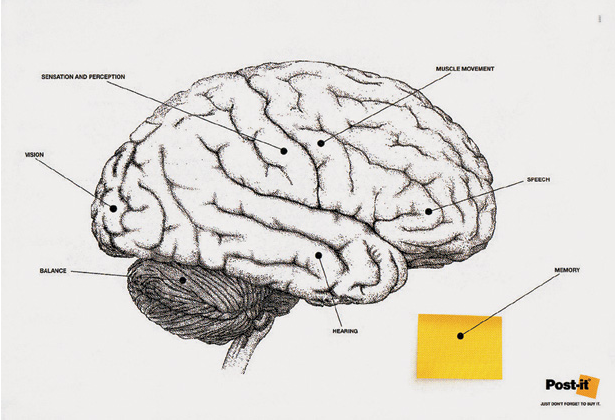 MUSCLE MOVEMENT
SENSATION AND PERCEPTION
VISION
SPEECH
BALANCE
MEMORY
HEARING
Post-it
JUST DON'T FORGET TO BUY IT.